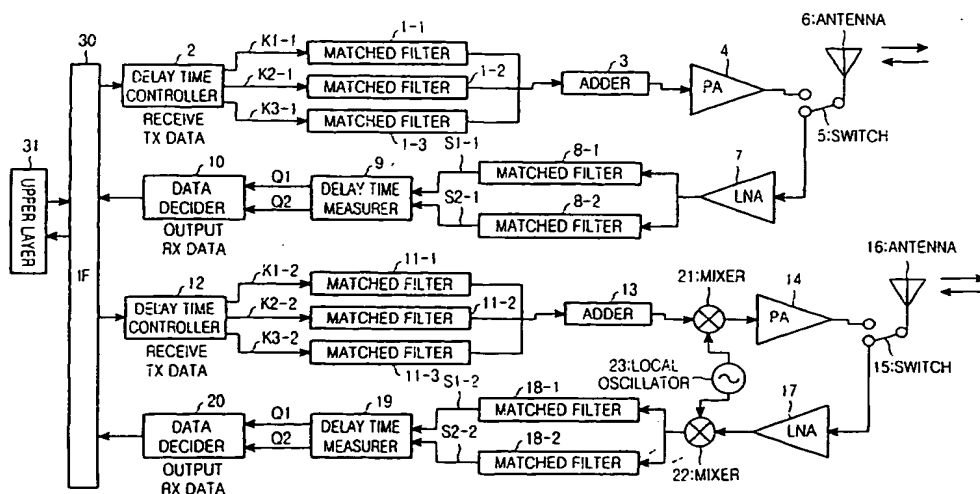 30
2
K1-1
1-1
MATCHED FILTER
6:ANTENNA
DELAY TIME
CONTROLLER
K2-1
MATCHED FILTER
1-2
3
ADDER
4
PA
K3-1
MATCHED FILTER
1-3
RECEIVE
TX DATA
5:SWITCH
31
UPPER LAYER
IF
10
DATA
DECIDER
OUTPUT
RX DATA
Q1
Q2
9
DELAY TIME
MEASURER
S1-1
S2-1
8-1
MATCHED FILTER
8-2
MATCHED FILTER
7
LNA
16:ANTENNA
12
K1-2
11-1
MATCHED FILTER
DELAY TIME
CONTROLLER
K2-2
MATCHED FILTER
11-2
13
ADDER
21:MIXER
14
PA
K3-2
MATCHED FILTER
11-3
RECEIVE
TX DATA
23:LOCAL
OSCILLATOR
15:SWITCH
20
DATA
DECIDER
OUTPUT
RX DATA
Q1
Q2
19
DELAY TIME
MEASURER
S1-2
S2-2
18-1
MATCHED FILTER
18-2
MATCHED FILTER
22:MIXER
17
LNA